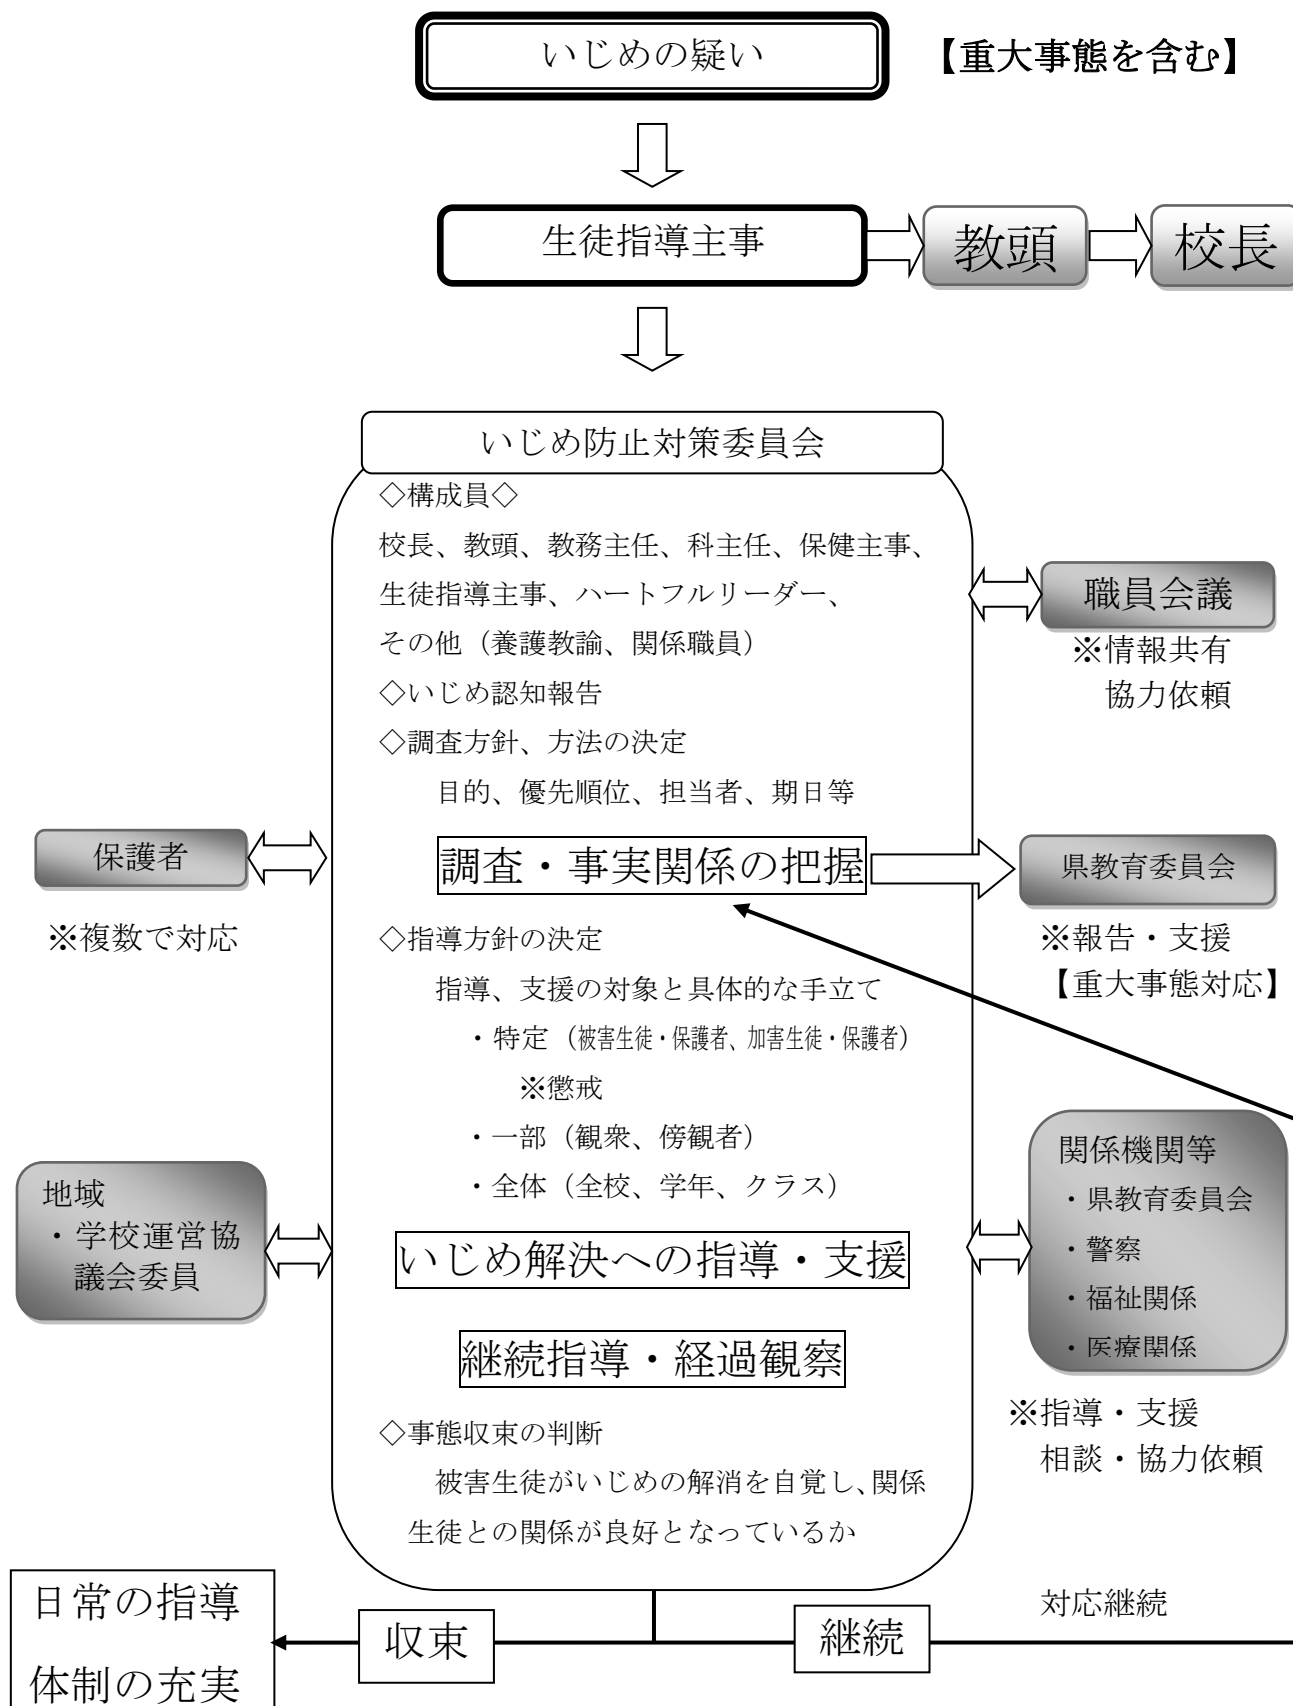 いじめの疑い
【重大事態を含む】
生徒指導主事
教頭
校長
いじめ防止対策委員会
◇構成員◇
校長、教頭、教務主任、科主任、保健主事、
生徒指導主事、ハートフルリーダー、
その他（養護教諭、関係職員）
◇いじめ認知報告
◇調査方針、方法の決定
目的、優先順位、担当者、期日等
調査・事実関係の把握
◇指導方針の決定
指導、支援の対象と具体的な手立て
・特定（被害生徒・保護者、加害生徒・保護者）
※懲戒
・一部（観衆、傍観者）
・全体（全校、学年、クラス）
いじめ解決への指導・支援
継続指導・経過観察
◇事態収束の判断
被害生徒がいじめの解消を自覚し、関係
生徒との関係が良好となっているか
職員会議
※情報共有
協力依頼
保護者
※複数で対応
県教育委員会
※報告・支援
【重大事態対応】
地域
・学校運営協
議会委員
関係機関等
・県教育委員会
・警察
・福祉関係
・医療関係
※指導・支援
相談・協力依頼
日常の指導
体制の充実
収束
継続
対応継続